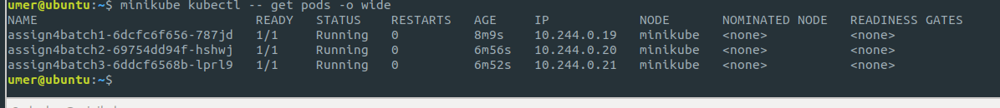 umer@ubuntu:~$ minikube kubectl -- get pods -o wide
NAME READY STATUS RESTARTS AGE IP NODE NOMINATED NODE READINESS GATES
assign4batch1-6dcfc6f656-787jd 1/1 Running 0 8m9s 10.244.0.19 minikube <none> <none>
assign4batch2-69754dd94f-hshwj 1/1 Running 0 6m56s 10.244.0.20 minikube <none> <none>
assign4batch3-6ddcf6568b-lprl9 1/1 Running 0 6m52s 10.244.0.21 minikube <none> <none>
umer@ubuntu:~$